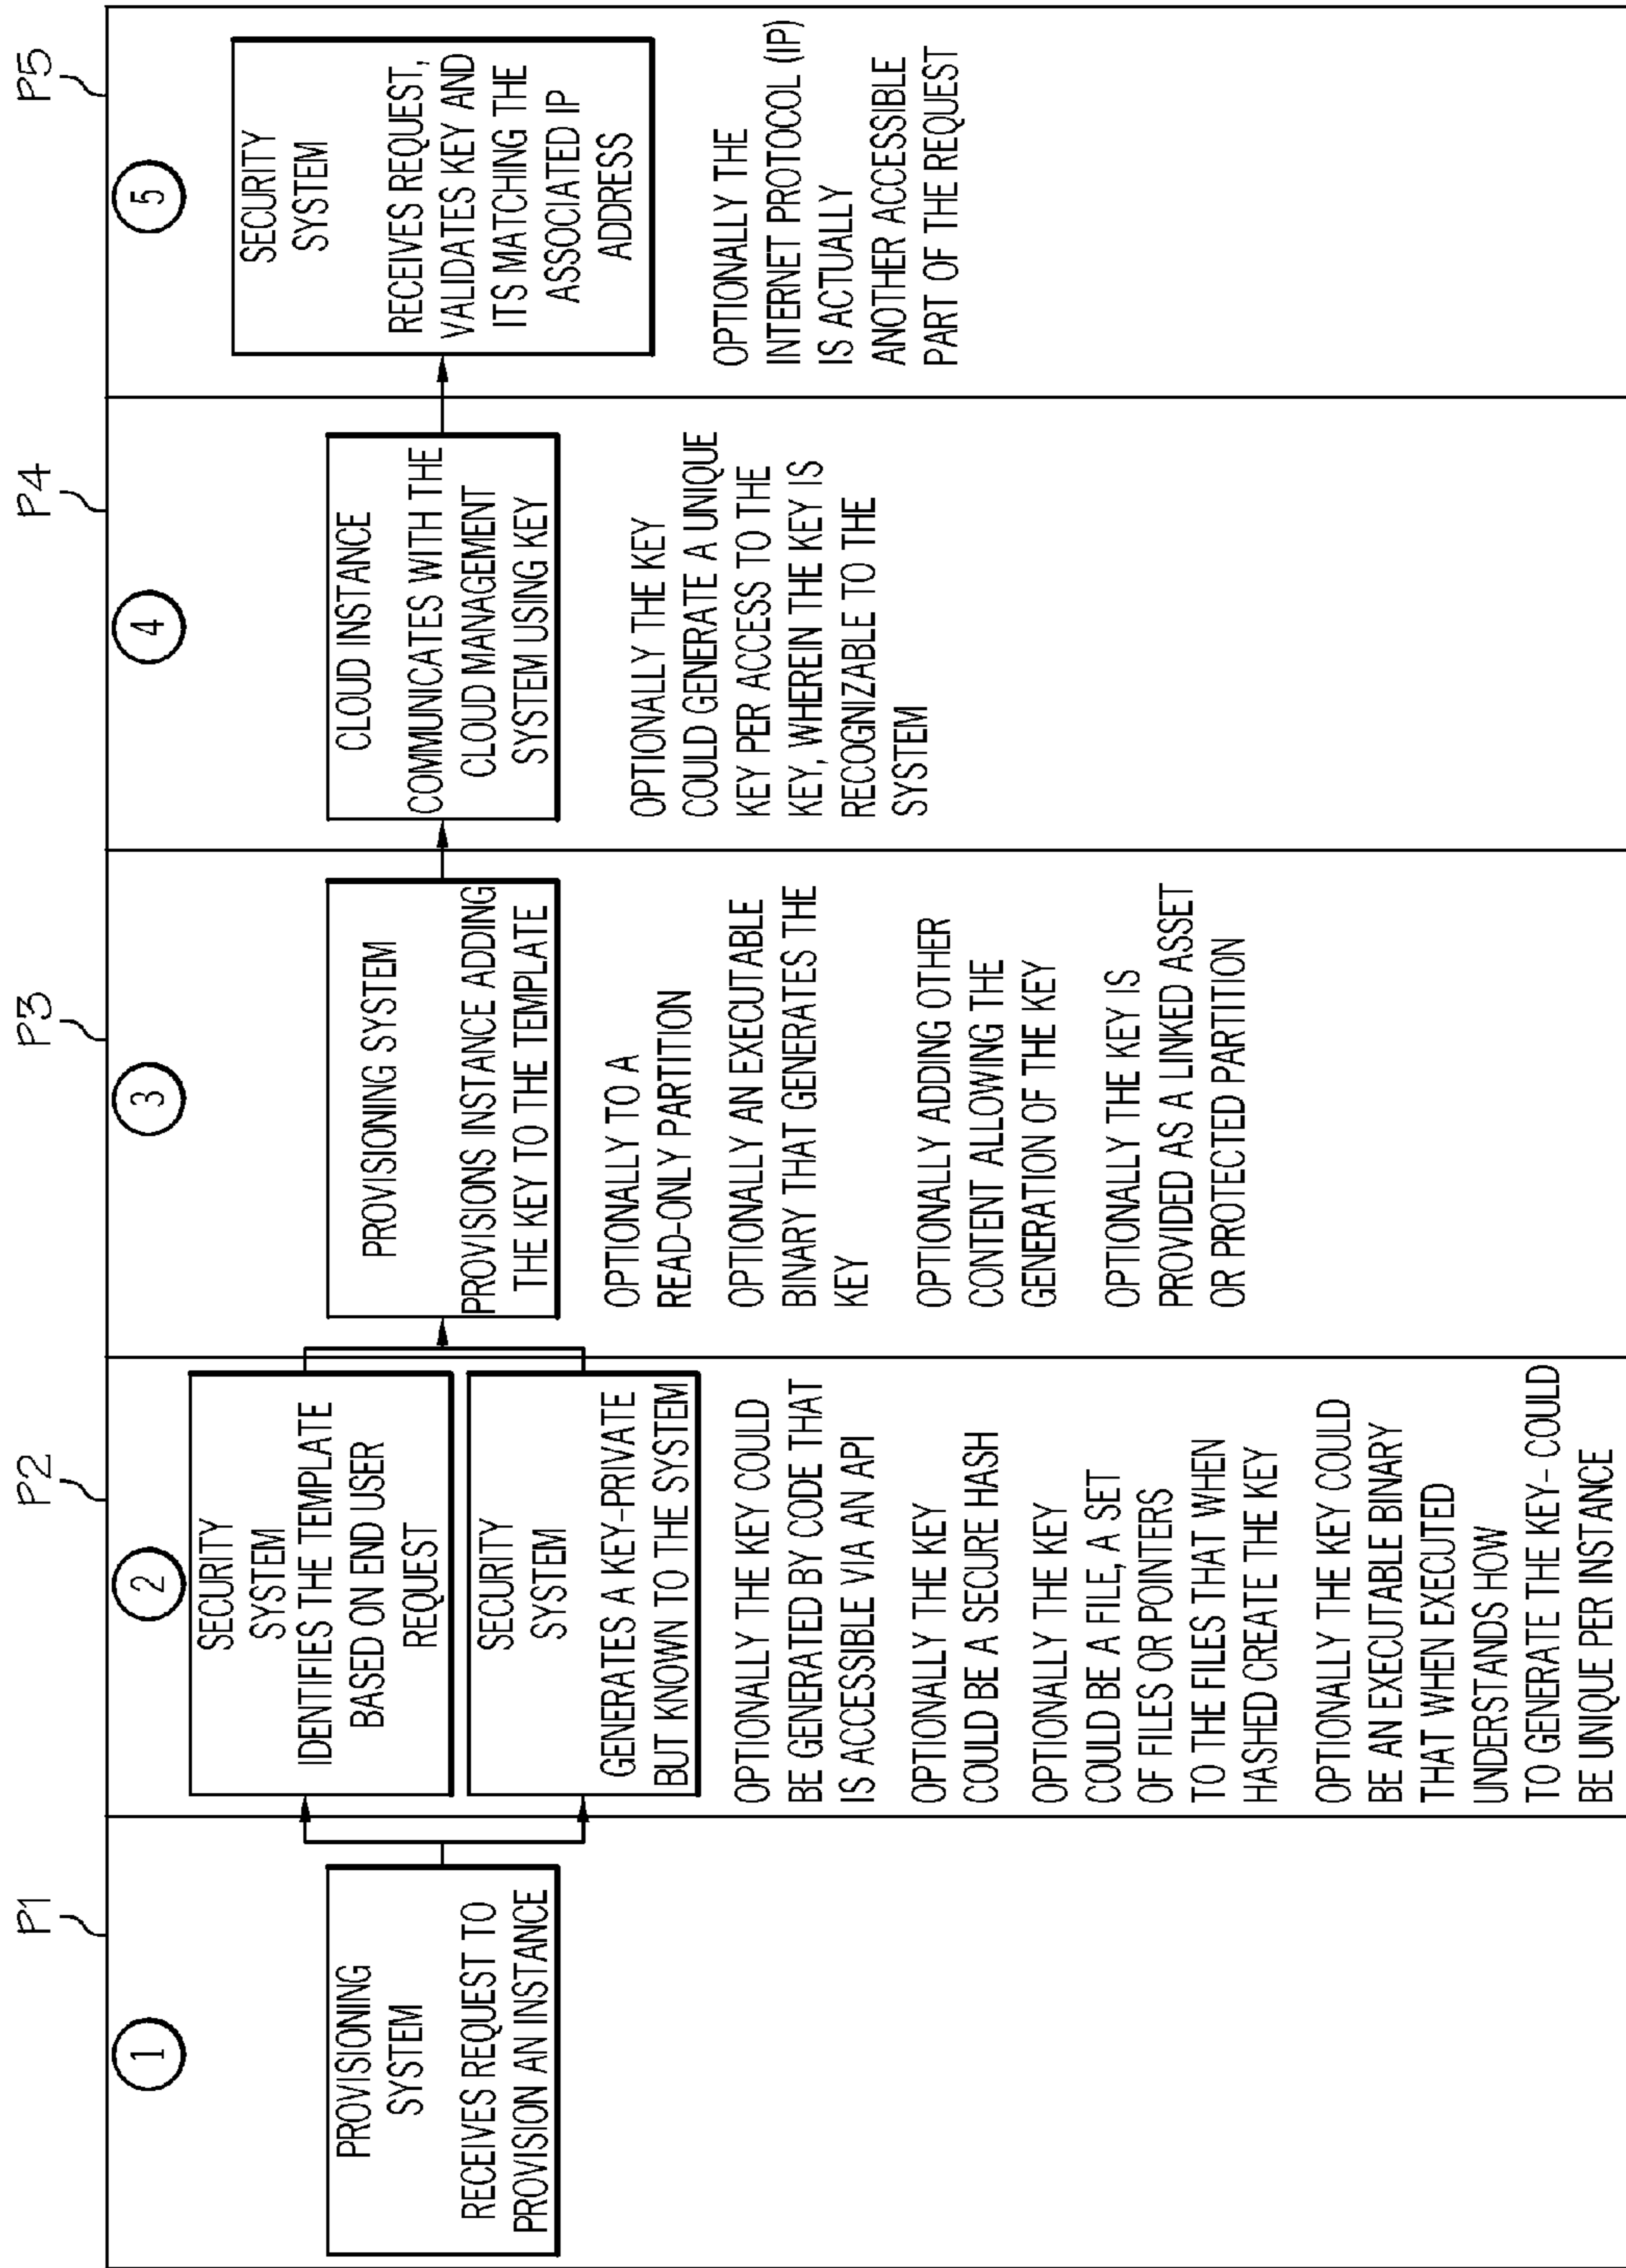 P1
1
PROVISIONING
SYSTEM
RECEIVES REQUEST TO
PROVISION AN INSTANCE
P2
2
SECURITY
SYSTEM
IDENTIFIES THE TEMPLATE
BASED ON END USER
REQUEST
SECURITY
SYSTEM
GENERATES A KEY-PRIVATE
BUT KNOWN TO THE SYSTEM
OPTIONALLY THE KEY COULD
BE GENERATED BY CODE THAT
IS ACCESSIBLE VIA AN API
OPTIONALLY THE KEY
COULD BE A SECURE HASH
OPTIONALLY THE KEY
COULD BE A FILE, A SET
OF FILES OR POINTERS
TO THE FILES THAT WHEN
HASHED CREATE THE KEY
OPTIONALLY THE KEY COULD
BE AN EXECUTABLE BINARY
THAT WHEN EXECUTED
UNDERSTANDS HOW
TO GENERATE THE KEY- COULD
BE UNIQUE PER INSTANCE
P3
3
PROVISIONING SYSTEM
PROVISIONS INSTANCE ADDING
THE KEY TO THE TEMPLATE
OPTIONALLY TO A
READ-ONLY PARTITION
OPTIONALLY AN EXECUTABLE
BINARY THAT GENERATES THE
KEY
OPTIONALLY ADDING OTHER
CONTENT ALLOWING THE
GENERATION OF THE KEY
OPTIONALLY THE KEY IS
PROVIDED AS A LINKED ASSET
OR PROTECTED PARTITION
P4
4
CLOUD INSTANCE
COMMUNICATES WITH THE
CLOUD MANAGEMENT
SYSTEM USING KEY
OPTIONALLY THE KEY
COULD GENERATE A UNIQUE
KEY PER ACCESS TO THE
KEY, WHEREIN THE KEY IS
RECOGNIZABLE TO THE
SYSTEM
P5
5
SECURITY
SYSTEM
RECEIVES REQUEST,
VALIDATES KEY AND
ITS MATCHING THE
ASSOCIATED IP
ADDRESS
OPTIONALLY THE
INTERNET PROTOCOL (IP)
IS ACTUALLY
ANOTHER ACCESSIBLE
PART OF THE REQUEST